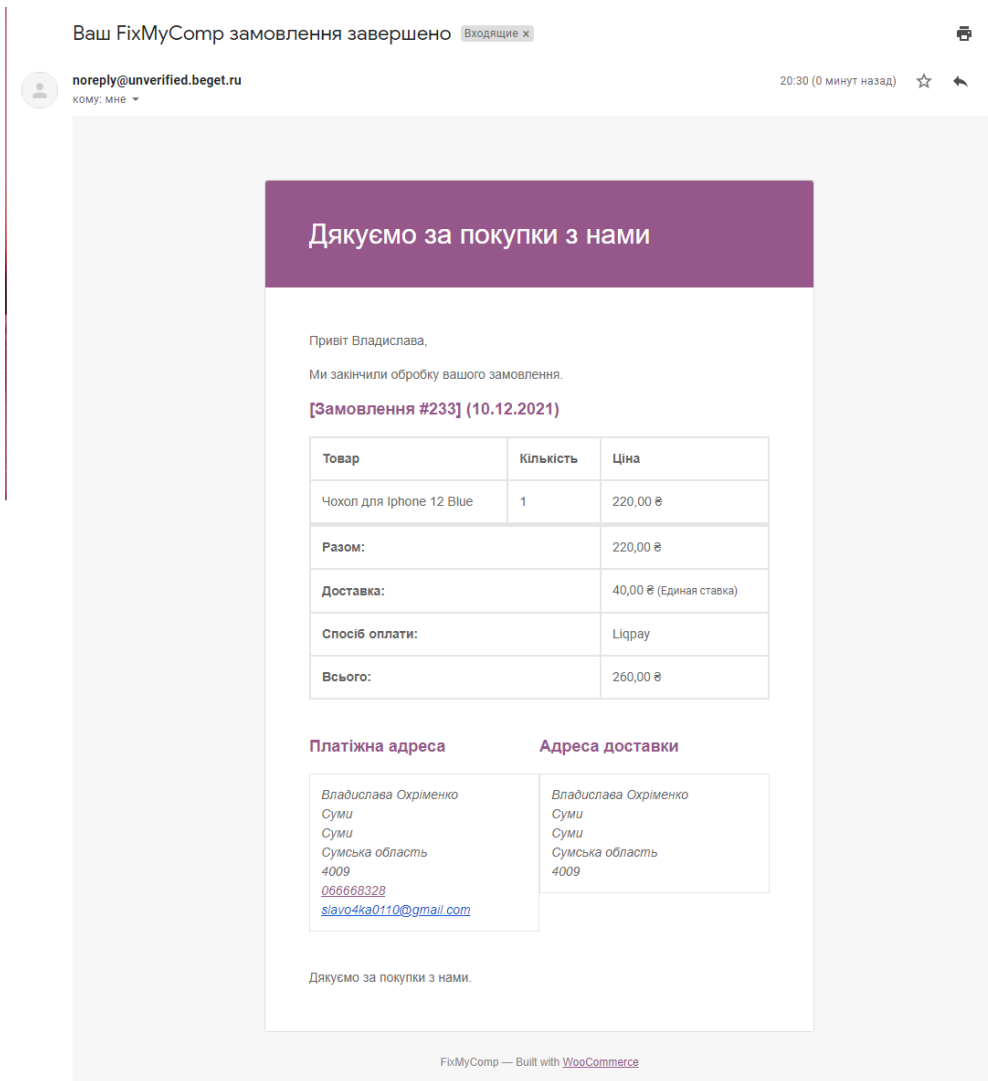 Ваш FixMyComp замовлення завершено Входящие x
noreply@unverified.beget.ru
20:30 (0 минут назад)
кому: мне
Дякуємо за покупки з нами
Привіт Владислава,
Ми закінчили обробку вашого замовлення.
[Замовлення #233] (10.12.2021)
Товар Кількість Ціна
Чохол для Iphone 12 Blue 1 220,00 ₴
Разом: 220,00 ₴
Доставка: 40,00 ₴ (Единая ставка)
Спосіб оплати: Liqpay
Всього: 260,00 ₴
Платіжна адреса
Владислава Охріменко
Суми
Суми
Сумська область
4009
066668328
slavo4ka0110@gmail.com
Адреса доставки
Владислава Охріменко
Суми
Суми
Сумська область
4009
Дякуємо за покупки з нами.
FixMyComp — Built with WooCommerce